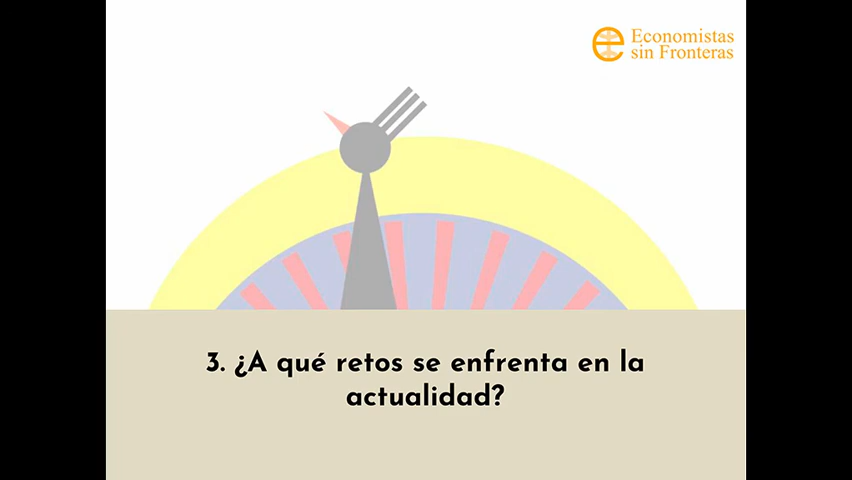 Economistas
sin Fronteras
3. ¿A qué retos se enfrenta en la
actualidad?